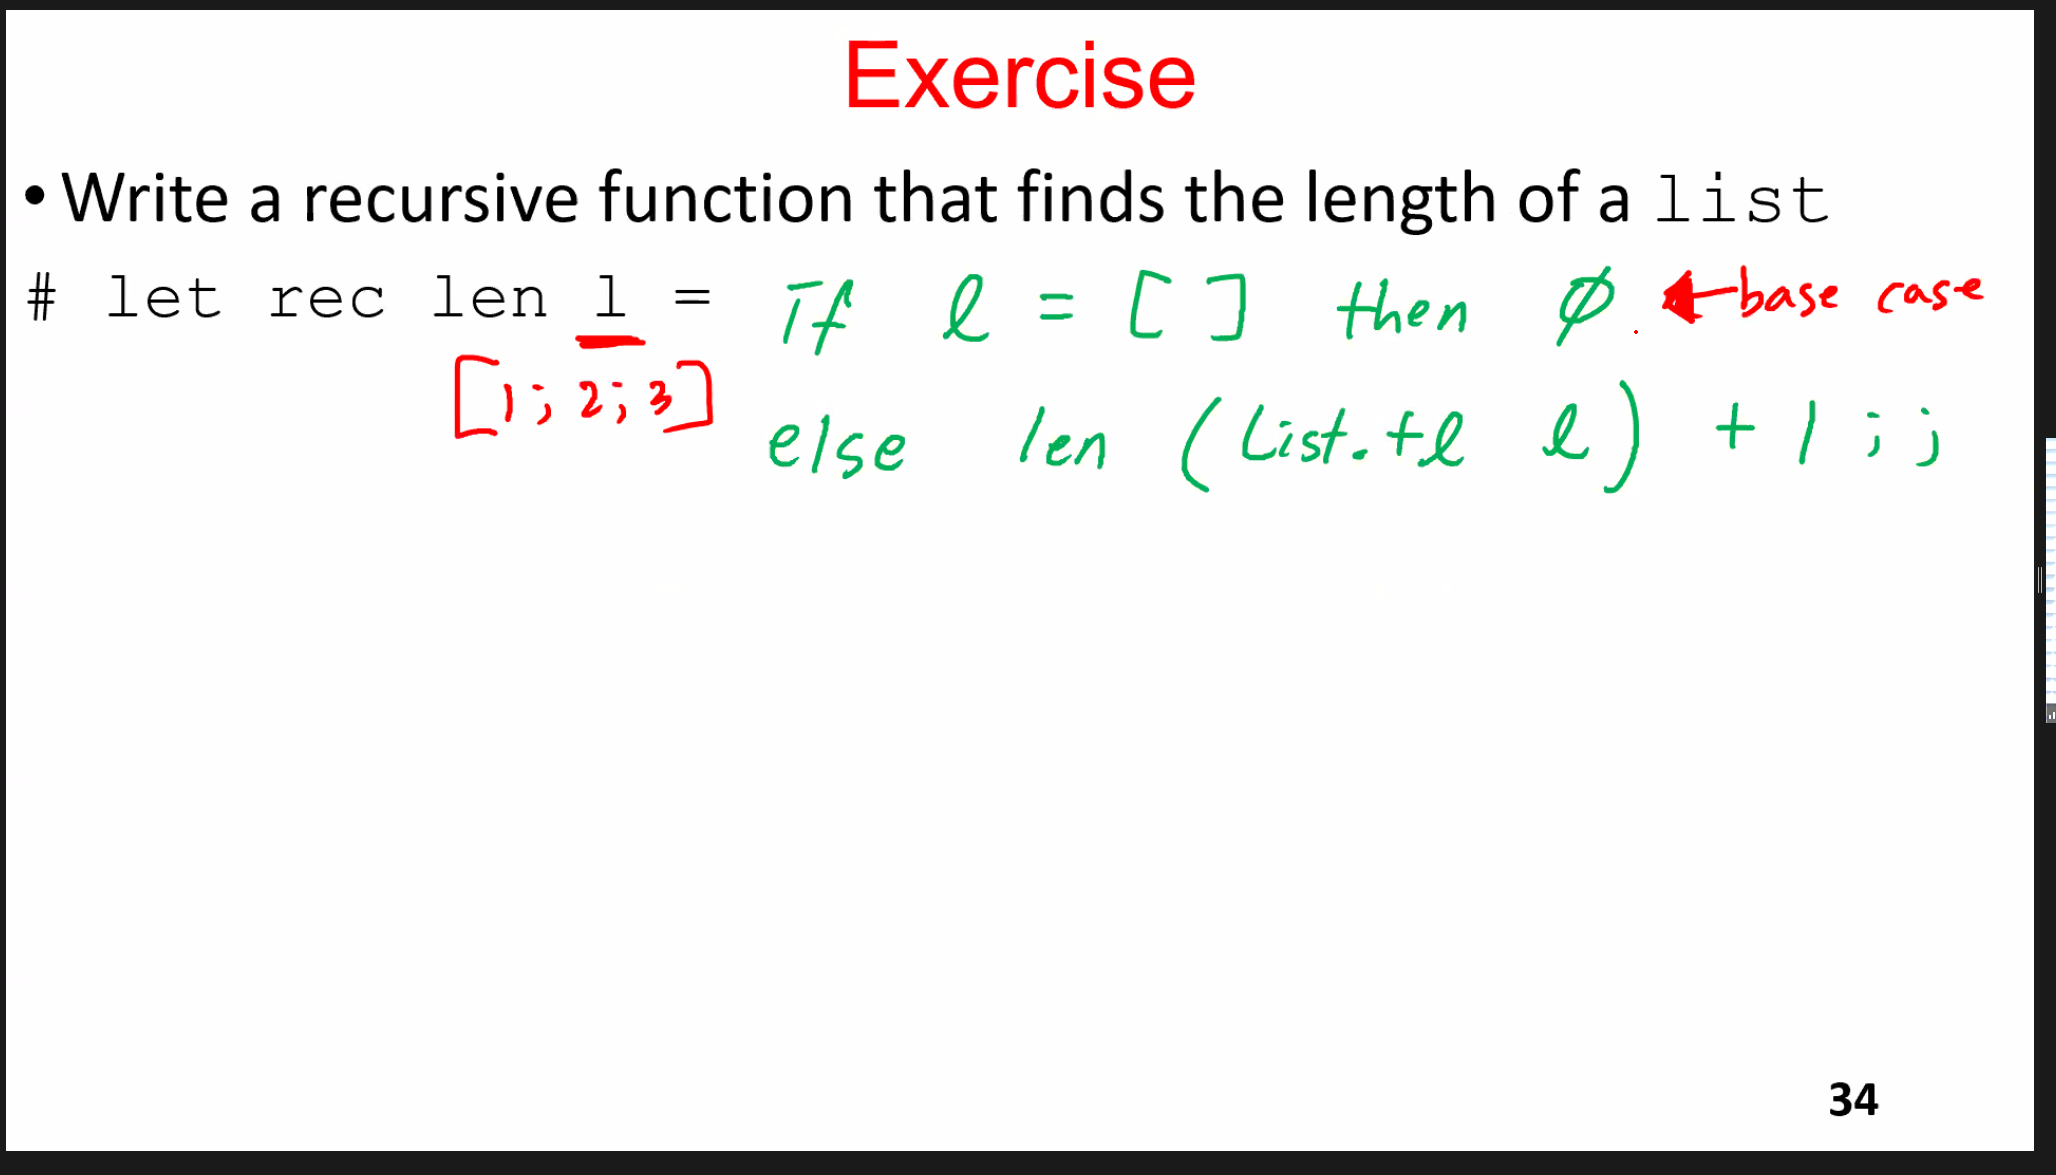 Exercise
• Write a recursive function that finds the length of a list
# let rec len l = if l = [ ] then 0 ← base case
[1; 2; 3]
else len (List.tl l) + 1 ;;
34